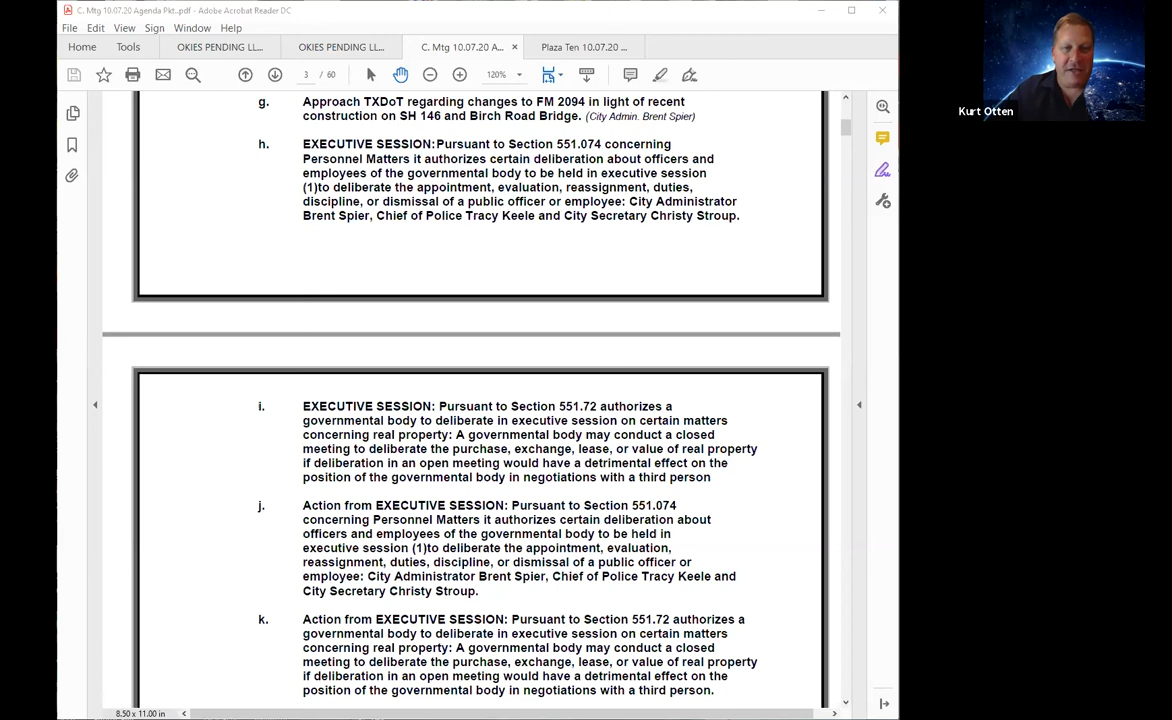 C. Mtg 10.07.20 Agenda Pkt..pdf - Adobe Acrobat Reader DC
File Edit View Sign Window Help
Home Tools OKIES PENDING LL... OKIES PENDING LL... C. Mtg 10.07.20 A... × Plaza Ten 10.07.20 ...
3 / 60 120%
g. Approach TXDoT regarding changes to FM 2094 in light of recent
construction on SH 146 and Birch Road Bridge. (City Admin. Brent Spier)
h. EXECUTIVE SESSION:Pursuant to Section 551.074 concerning
Personnel Matters it authorizes certain deliberation about officers and
employees of the governmental body to be held in executive session
(1)to deliberate the appointment, evaluation, reassignment, duties,
discipline, or dismissal of a public officer or employee: City Administrator
Brent Spier, Chief of Police Tracy Keele and City Secretary Christy Stroup.
i. EXECUTIVE SESSION: Pursuant to Section 551.72 authorizes a
governmental body to deliberate in executive session on certain matters
concerning real property: A governmental body may conduct a closed
meeting to deliberate the purchase, exchange, lease, or value of real property
if deliberation in an open meeting would have a detrimental effect on the
position of the governmental body in negotiations with a third person
j. Action from EXECUTIVE SESSION: Pursuant to Section 551.074
concerning Personnel Matters it authorizes certain deliberation about
officers and employees of the governmental body to be held in
executive session (1)to deliberate the appointment, evaluation,
reassignment, duties, discipline, or dismissal of a public officer or
employee: City Administrator Brent Spier, Chief of Police Tracy Keele and
City Secretary Christy Stroup.
k. Action from EXECUTIVE SESSION: Pursuant to Section 551.72 authorizes a
governmental body to deliberate in executive session on certain matters
concerning real property: A governmental body may conduct a closed
meeting to deliberate the purchase, exchange, lease, or value of real property
if deliberation in an open meeting would have a detrimental effect on the
position of the governmental body in negotiations with a third person.
8.50 x 11.00 in
Kurt Otten